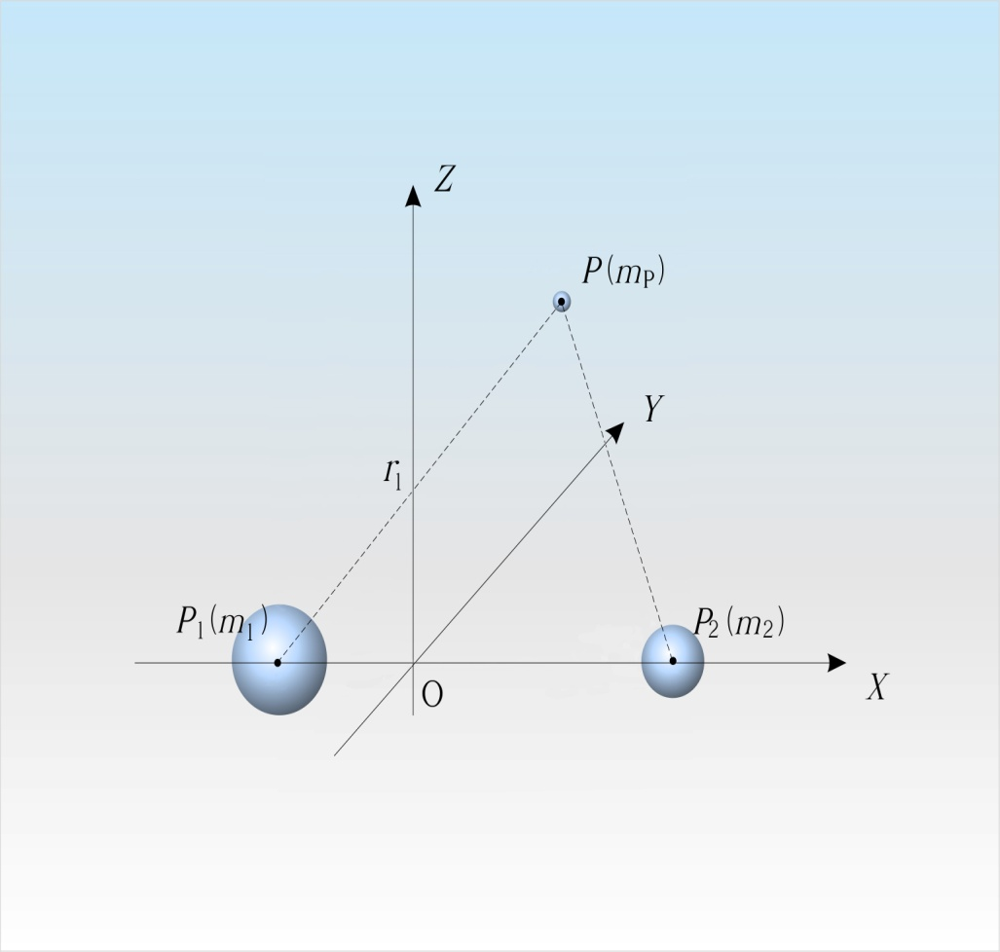 Z
P(mP)
Y
r1
P1(m1)
P2(m2)
O
X